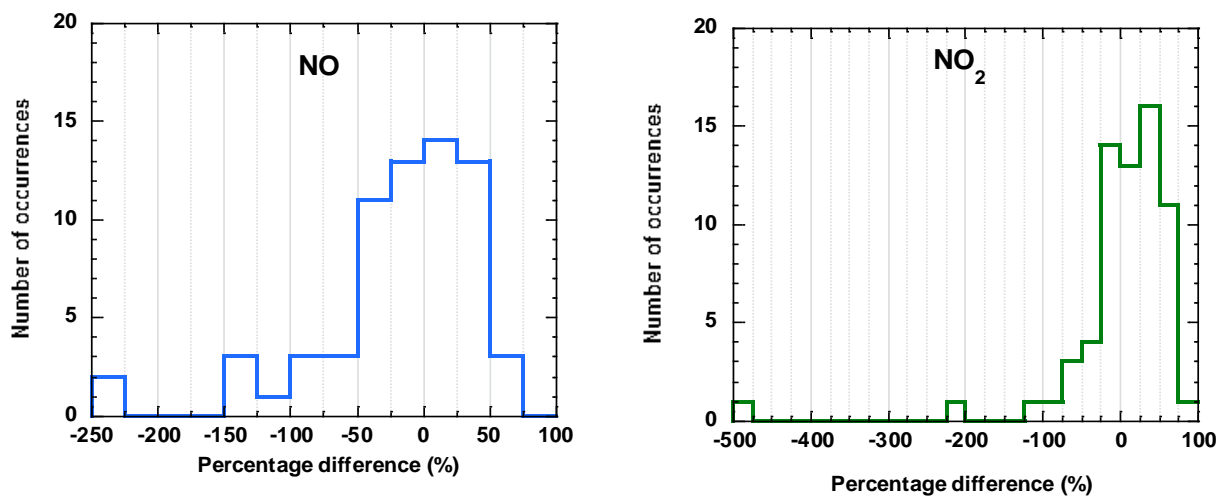 NO
20
15
10
5
0
Number of occurrences
-250 -200 -150 -100 -50 0 50 100
Percentage difference (%)
NO2
20
15
10
5
0
Number of occurrences
-500 -400 -300 -200 -100 0 100
Percentage difference (%)